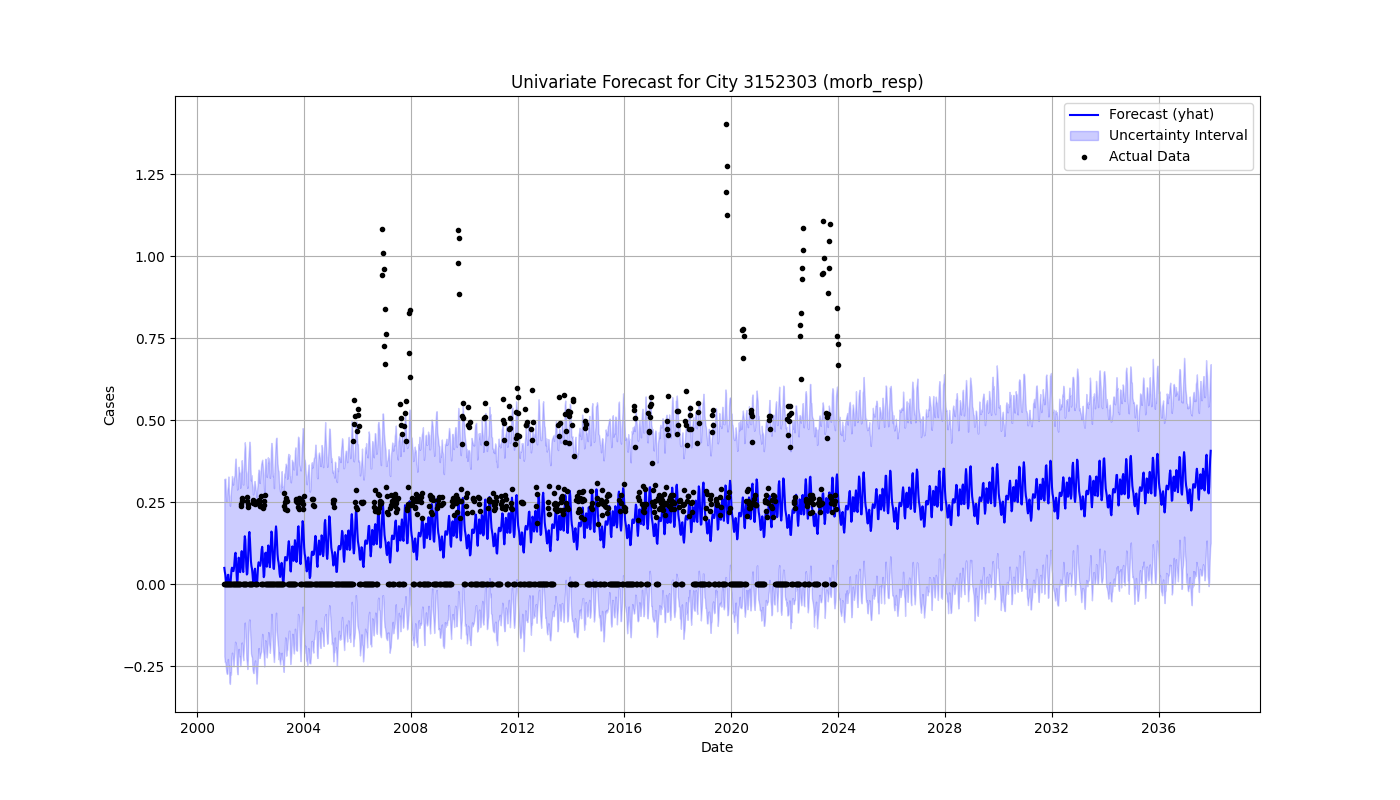 Univariate Forecast for City 3152303 (morb_resp)
Forecast (yhat)
Uncertainty Interval
Actual Data
Cases
1.25
1.00
0.75
0.50
0.25
0.00
−0.25
2000 2004 2008 2012 2016 2020 2024 2028 2032 2036
Date